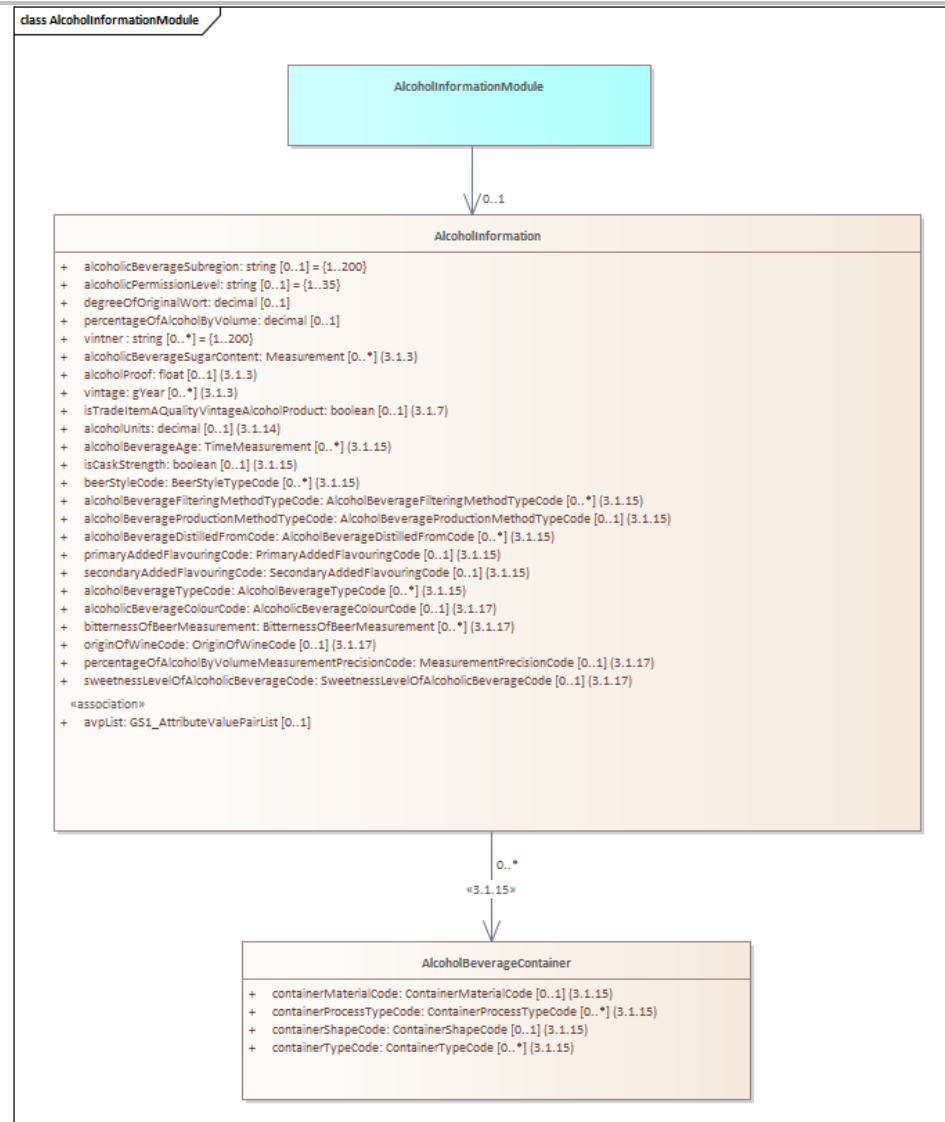 class AlcoholInformationModule
AlcoholInformationModule
0..1
AlcoholInformation
+ alcoholicBeverageSubregion: string [0..1] = {1..200}
+ alcoholicPermissionLevel: string [0..1] = {1..35}
+ degreeOfOriginalWort: decimal [0..1]
+ percentageOfAlcoholByVolume: decimal [0..1]
+ vintner : string [0..*] = {1..200}
+ alcoholicBeverageSugarContent: Measurement [0..*] (3.1.3)
+ alcoholProof: float [0..1] (3.1.3)
+ vintage: gYear [0..*] (3.1.3)
+ isTradeItemAQualityVintageAlcoholProduct: boolean [0..1] (3.1.7)
+ alcoholUnits: decimal [0..1] (3.1.14)
+ alcoholBeverageAge: TimeMeasurement [0..*] (3.1.15)
+ isCaskStrength: boolean [0..1] (3.1.15)
+ beerStyleCode: BeerStyleTypeCode [0..*] (3.1.15)
+ alcoholBeverageFilteringMethodTypeCode: AlcoholBeverageFilteringMethodTypeCode [0..*] (3.1.15)
+ alcoholBeverageProductionMethodTypeCode: AlcoholBeverageProductionMethodTypeCode [0..1] (3.1.15)
+ alcoholBeverageDistilledFromCode: AlcoholBeverageDistilledFromCode [0..*] (3.1.15)
+ primaryAddedFlavouringCode: PrimaryAddedFlavouringCode [0..1] (3.1.15)
+ secondaryAddedFlavouringCode: SecondaryAddedFlavouringCode [0..1] (3.1.15)
+ alcoholBeverageTypeCode: AlcoholBeverageTypeCode [0..*] (3.1.15)
+ alcoholicBeverageColourCode: AlcoholicBeverageColourCode [0..1] (3.1.17)
+ bitternessOfBeerMeasurement: BitternessOfBeerMeasurement [0..*] (3.1.17)
+ originOfWineCode: OriginOfWineCode [0..1] (3.1.17)
+ percentageOfAlcoholByVolumeMeasurementPrecisionCode: MeasurementPrecisionCode [0..1] (3.1.17)
+ sweetnessLevelOfAlcoholicBeverageCode: SweetnessLevelOfAlcoholicBeverageCode [0..1] (3.1.17)
«association»
+ avpList: GS1_AttributeValuePairList [0..1]
0..*
«3.1.15»
AlcoholBeverageContainer
+ containerMaterialCode: ContainerMaterialCode [0..1] (3.1.15)
+ containerProcessTypeCode: ContainerProcessTypeCode [0..*] (3.1.15)
+ containerShapeCode: ContainerShapeCode [0..1] (3.1.15)
+ containerTypeCode: ContainerTypeCode [0..*] (3.1.15)